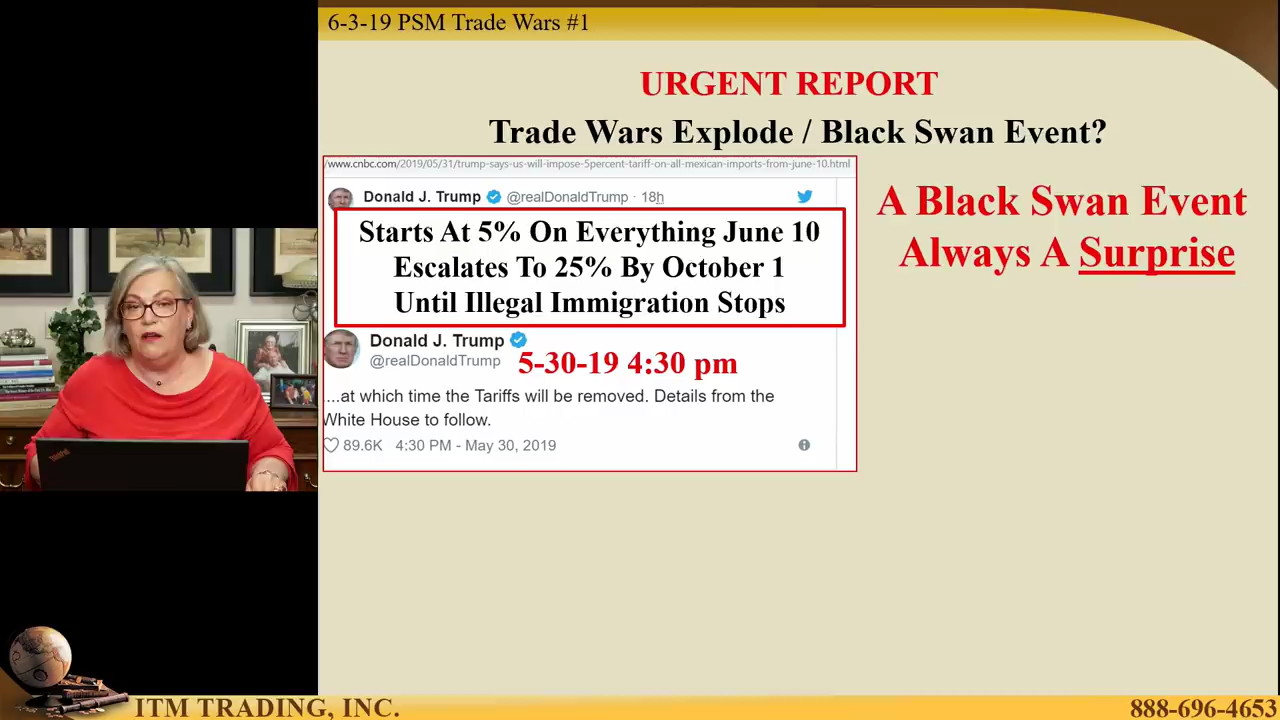 6-3-19 PSM Trade Wars #1
URGENT REPORT
Trade Wars Explode / Black Swan Event?
www.cnbc.com/2019/05/31/trump-says-us-will-impose-5percent-tariff-on-all-mexican-imports-from-june-10.html
Donald J. Trump @realDonaldTrump · 18h
Starts At 5% On Everything June 10
Escalates To 25% By October 1
Until Illegal Immigration Stops
A Black Swan Event
Always A Surprise
Donald J. Trump
@realDonaldTrump
5-30-19 4:30 pm
....at which time the Tariffs will be removed. Details from the
White House to follow.
89.6K 4:30 PM - May 30, 2019
ThinkPad
ITM TRADING, INC.
888-696-4653